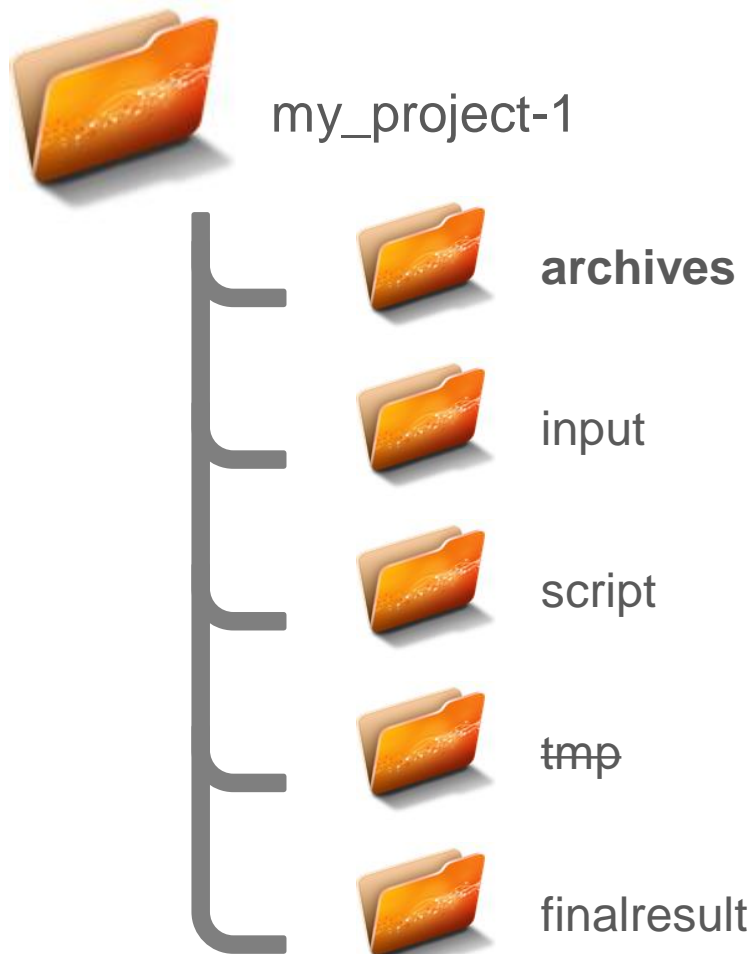 my_project-1
archives
input
script
tmp
finalresult